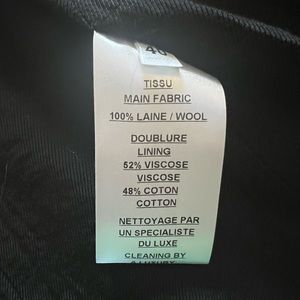 40
TISSU
MAIN FABRIC
100% LAINE / WOOL
DOUBLURE
LINING
52% VISCOSE
VISCOSE
48% COTON
COTTON
NETTOYAGE PAR
UN SPECIALISTE
DU LUXE
CLEANING BY
A LUXURY